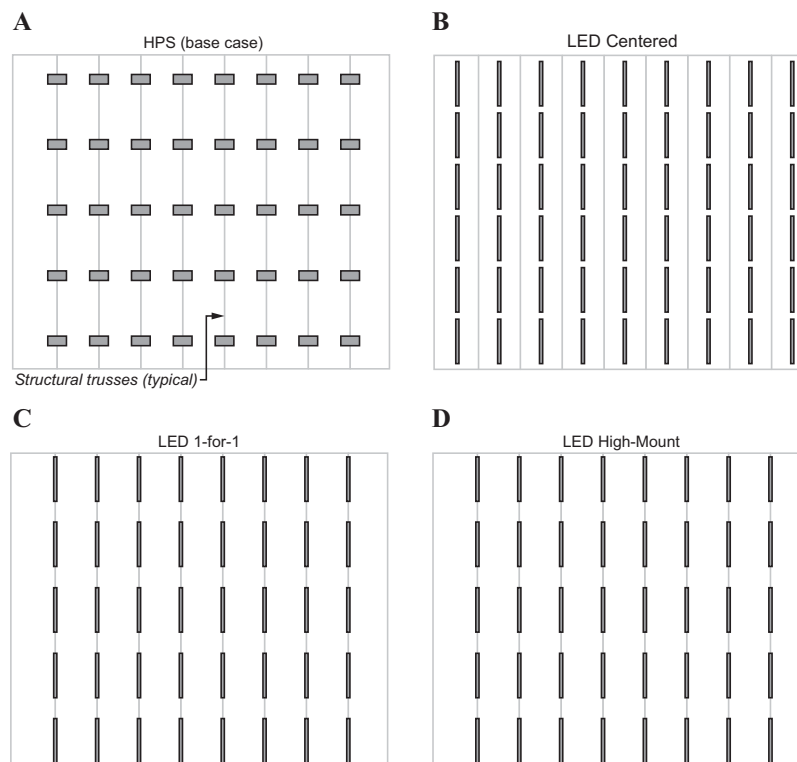 A
HPS (base case)
Structural trusses (typical)
B
LED Centered
C
LED 1-for-1
D
LED High-Mount